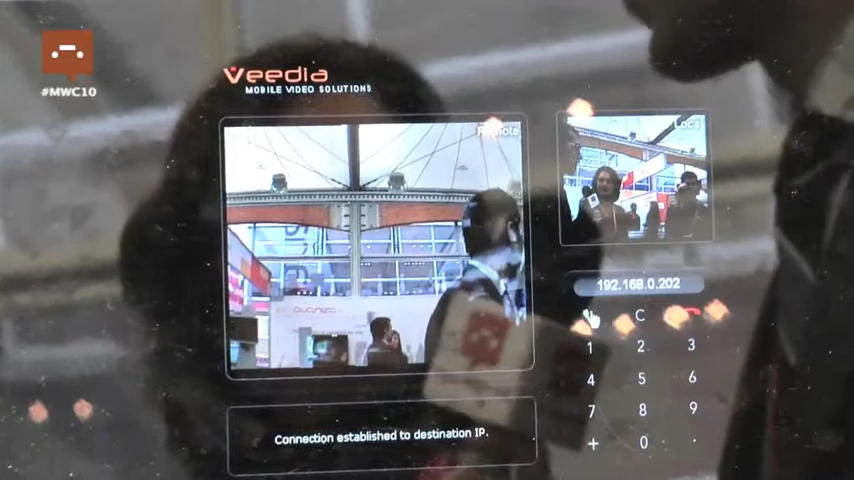 #MWC10
Veedia
MOBILE VIDEO SOLUTIONS
Remote
Local
192.168.0.202
C
1 2 3
4 5 6
7 8 9
+ 0 .
Connection established to destination IP.